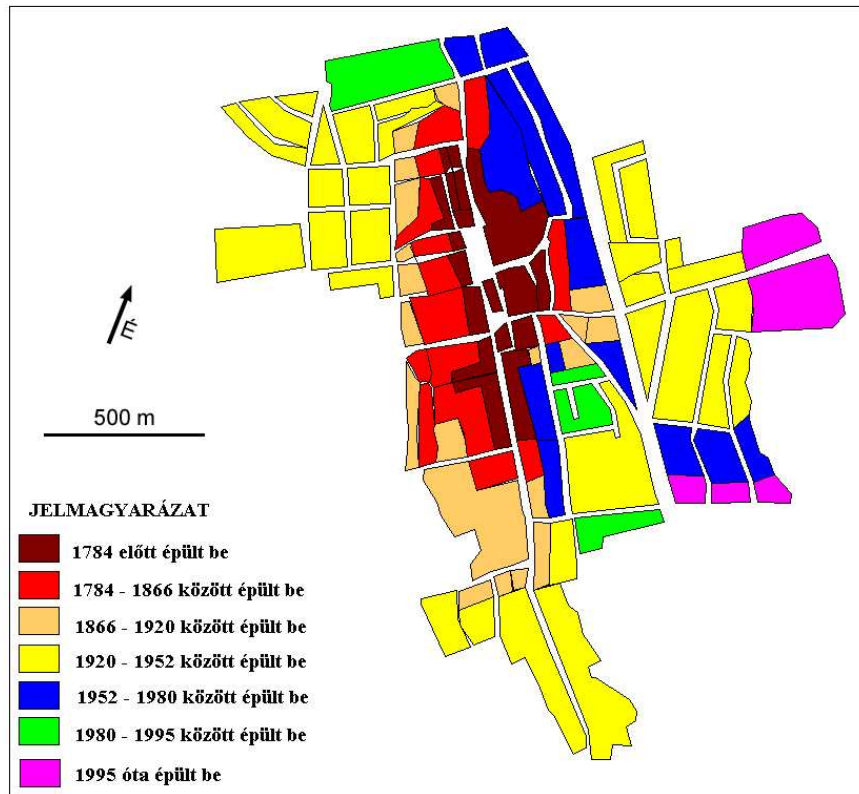 É
500 m
JELMAGYARÁZAT
1784 előtt épült be
1784 - 1866 között épült be
1866 - 1920 között épült be
1920 - 1952 között épült be
1952 - 1980 között épült be
1980 - 1995 között épült be
1995 óta épült be